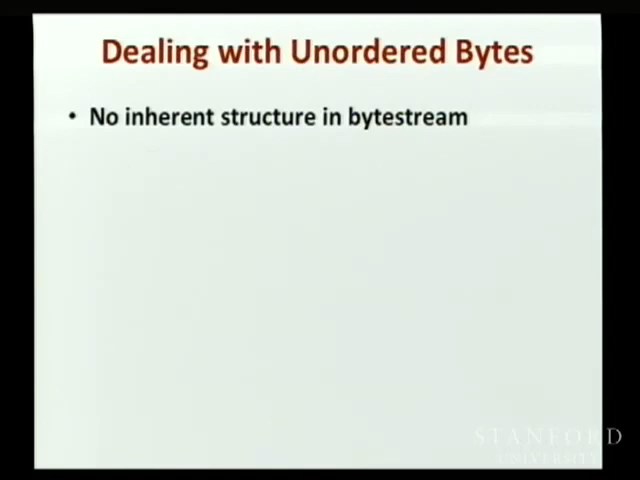 Dealing with Unordered Bytes
• No inherent structure in bytestream
STANFORD
UNIVERSITY